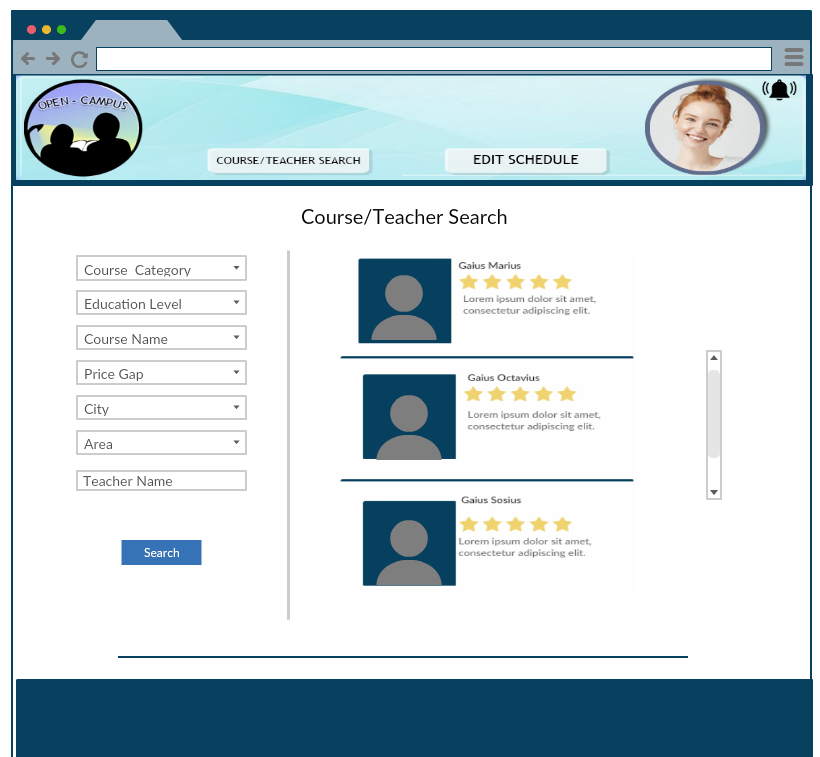 OPEN - CAMPUS
COURSE/TEACHER SEARCH
EDIT SCHEDULE
Course/Teacher Search
Course Category
Education Level
Course Name
Price Gap
City
Area
Teacher Name
Search
Gaius Marius
Lorem ipsum dolor sit amet,
consectetur adipiscing elit.
Gaius Octavius
Lorem ipsum dolor sit amet,
consectetur adipiscing elit.
Gaius Sosius
Lorem ipsum dolor sit amet,
consectetur adipiscing elit.